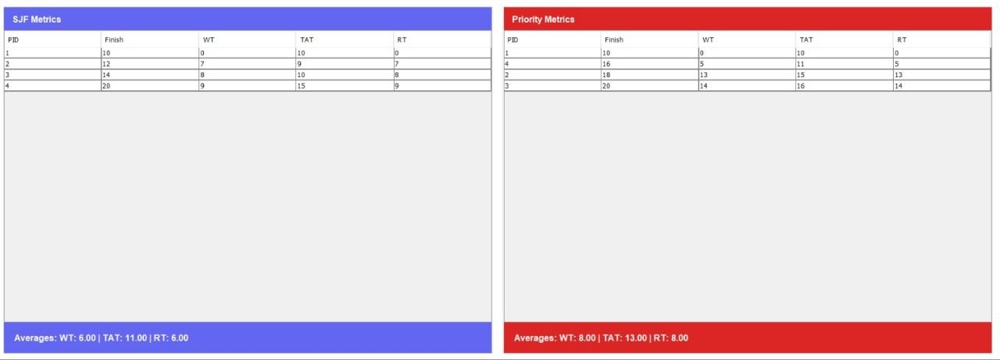 SJF Metrics
PID Finish WT TAT RT
1 10 0 10 0
2 12 7 9 7
3 14 8 10 8
4 20 9 15 9
Averages: WT: 6.00 | TAT: 11.00 | RT: 6.00
Priority Metrics
PID Finish WT TAT RT
1 10 0 10 0
4 16 5 11 5
2 18 13 15 13
3 20 14 16 14
Averages: WT: 8.00 | TAT: 13.00 | RT: 8.00